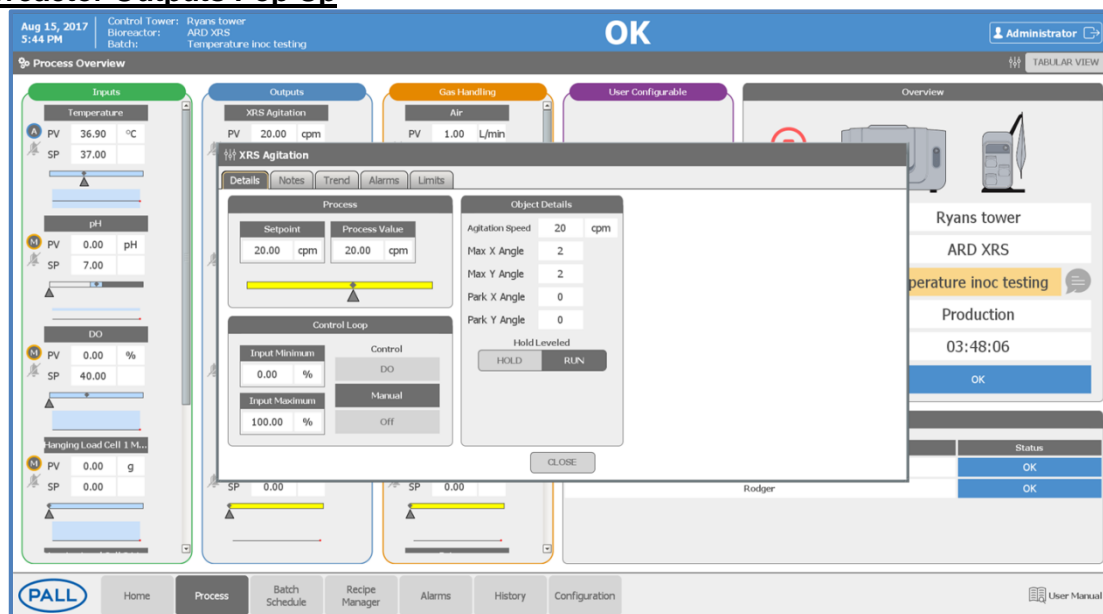 Aug 15, 2017
5:44 PM
Control Tower: Ryans tower
Bioreactor: ARD XRS
Batch: Temperature inoc testing
OK
Administrator
Process Overview
TABULAR VIEW
Inputs
Temperature
A PV 36.90 °C
SP 37.00
pH
M PV 0.00 pH
SP 7.00
DO
M PV 0.00 %
SP 40.00
Hanging Load Cell 1 M...
M PV 0.00 g
SP 0.00
Outputs
XRS Agitation
PV 20.00 cpm
SP 0.00
Gas Handling
Air
PV 1.00 L/min
SP 0.00
User Configurable
Overview
Ryans tower
ARD XRS
perature inoc testing
Production
03:48:06
OK
Status
OK
Rodger OK
XRS Agitation
Details Notes Trend Alarms Limits
Process
Setpoint Process Value
20.00 cpm 20.00 cpm
Control Loop
Input Minimum
0.00 %
Input Maximum
100.00 %
Control
DO
Manual
Off
Object Details
Agitation Speed 20 cpm
Max X Angle 2
Max Y Angle 2
Park X Angle 0
Park Y Angle 0
Hold Leveled
HOLD RUN
CLOSE
PALL
Home
Process
Batch Schedule
Recipe Manager
Alarms
History
Configuration
User Manual